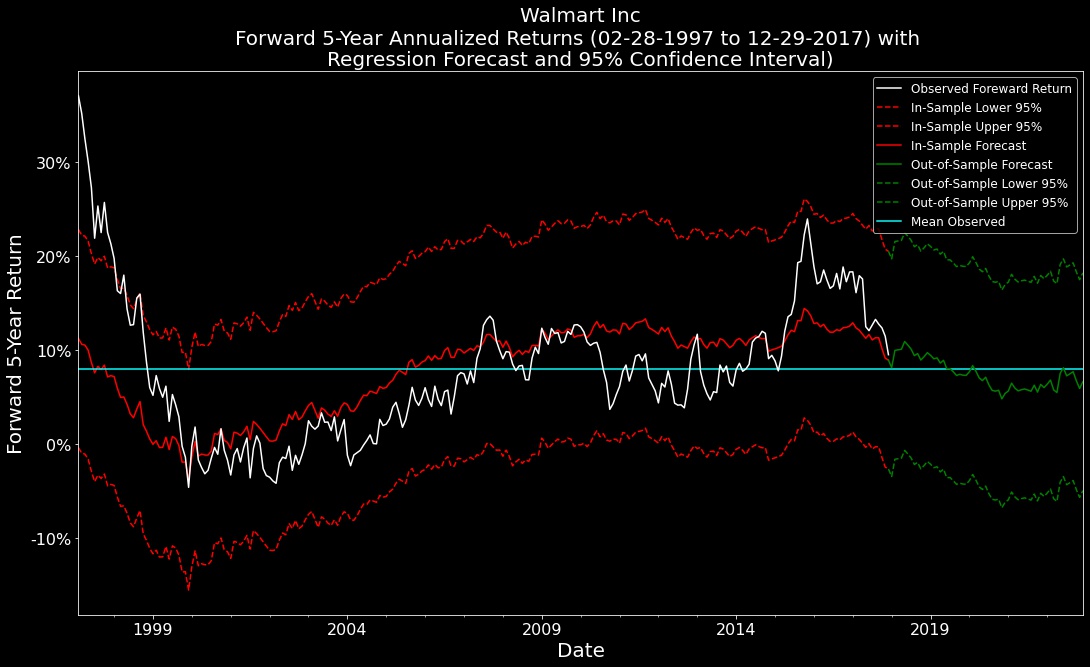 Walmart Inc
Forward 5-Year Annualized Returns (02-28-1997 to 12-29-2017) with
Regression Forecast and 95% Confidence Interval)
Observed Foreward Return
In-Sample Lower 95%
In-Sample Upper 95%
In-Sample Forecast
Out-of-Sample Forecast
Out-of-Sample Lower 95%
Out-of-Sample Upper 95%
Mean Observed
Forward 5-Year Return
30%
20%
10%
0%
-10%
1999
2004
2009
2014
2019
Date